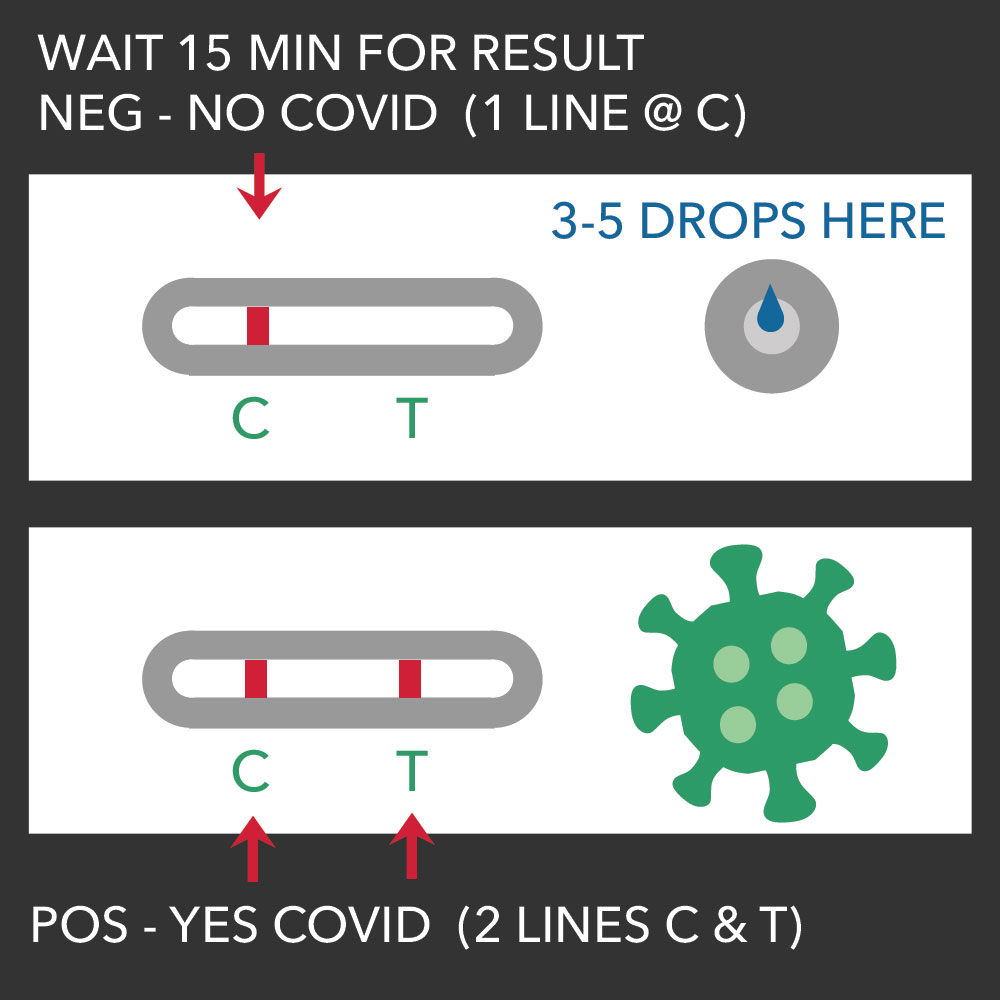 WAIT 15 MIN FOR RESULT
NEG - NO COVID (1 LINE @ C)
3-5 DROPS HERE
C T
C T
POS - YES COVID (2 LINES C & T)